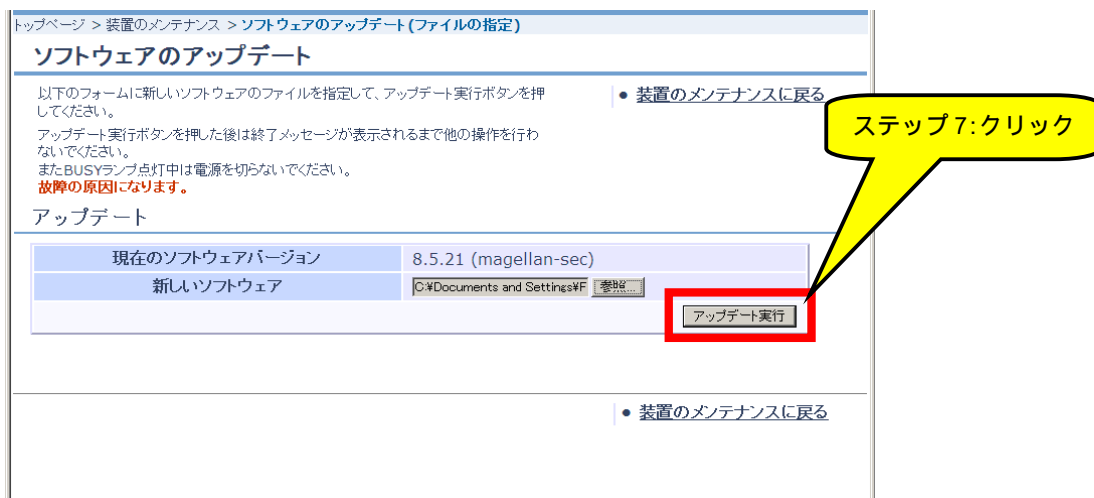 トップページ > 装置のメンテナンス > ソフトウェアのアップデート(ファイルの指定)
ソフトウェアのアップデート
以下のフォームに新しいソフトウェアのファイルを指定して、アップデート実行ボタンを押
してください。
● 装置のメンテナンスに戻る
アップデート実行ボタンを押した後は終了メッセージが表示されるまで他の操作を行わ
ないでください。
またBUSYランプ点灯中は電源を切らないでください。
故障の原因になります。
ステップ7:クリック
アップデート
現在のソフトウェアバージョン 8.5.21 (magellan-sec)
新しいソフトウェア C:¥Documents and Settings¥F 参照...
アップデート実行
● 装置のメンテナンスに戻る